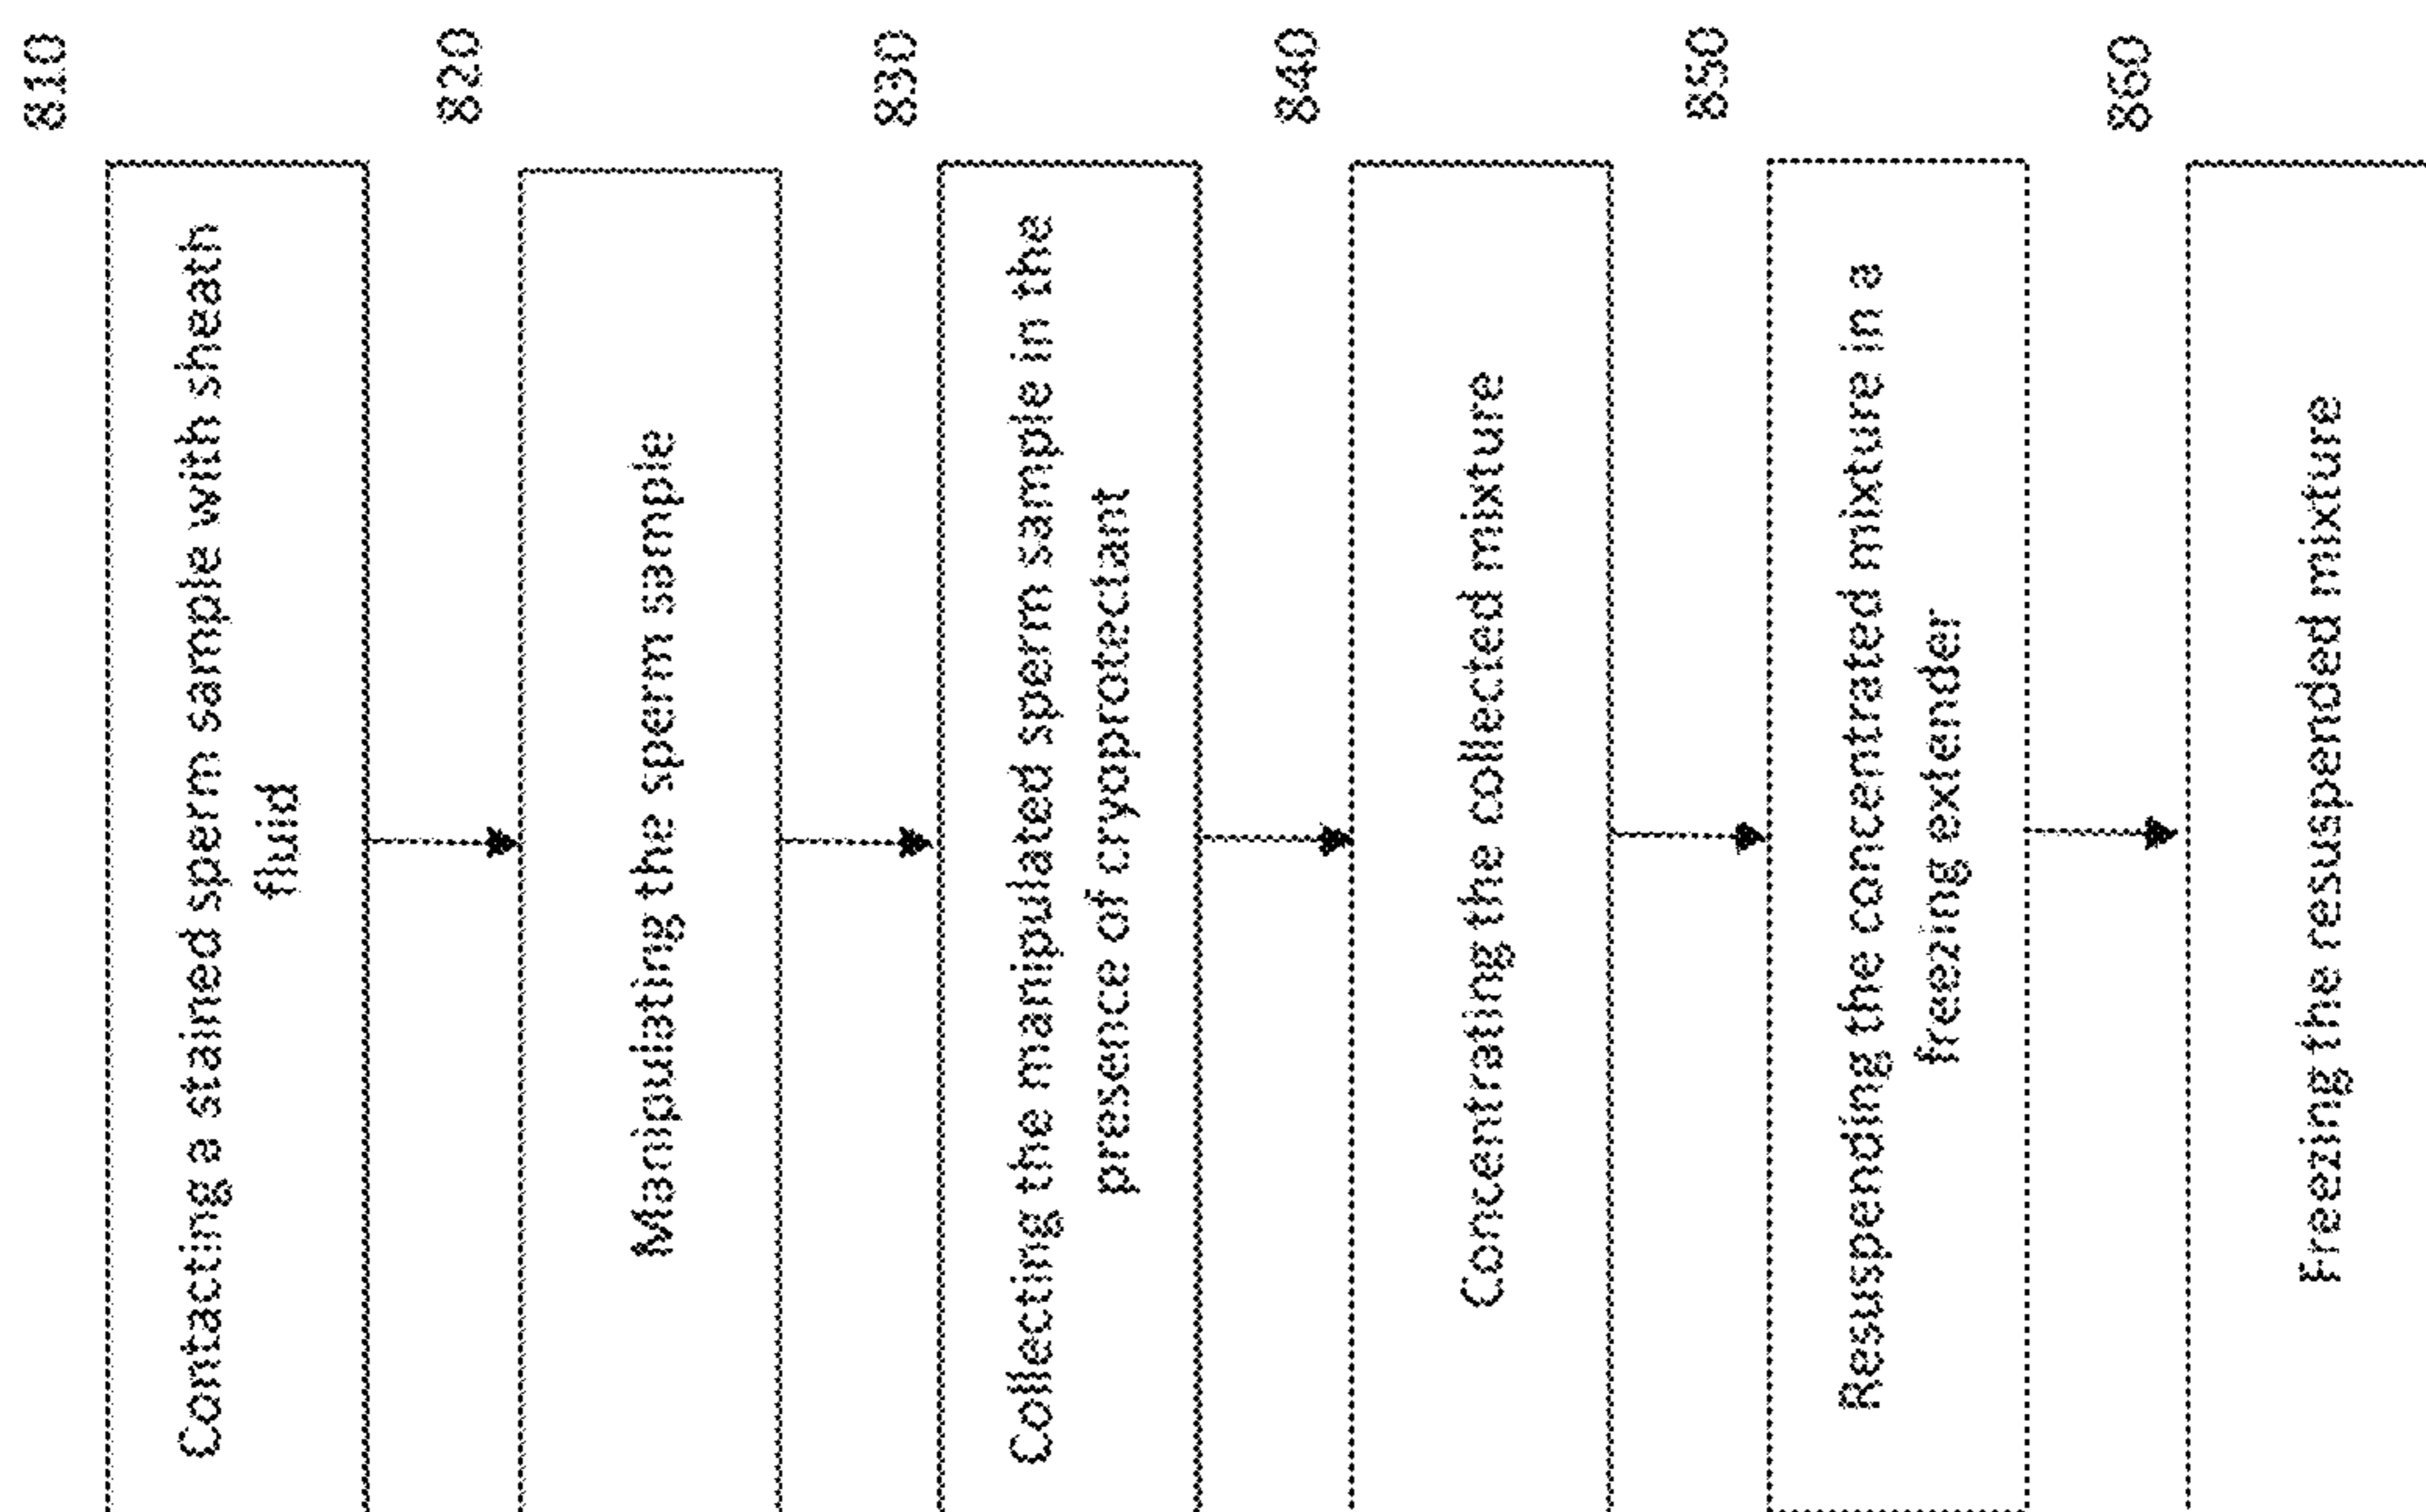 810
Contacting a stained sperm sample with sheath
fluid
820
Manipulating the sperm sample
830
Collecting the manipulated sperm sample in the
presence of cryoprotectant
840
Concentrating the collected mixture
850
Resuspending the concentrated mixture in a
freezing extender
860
Freezing the resuspended mixture